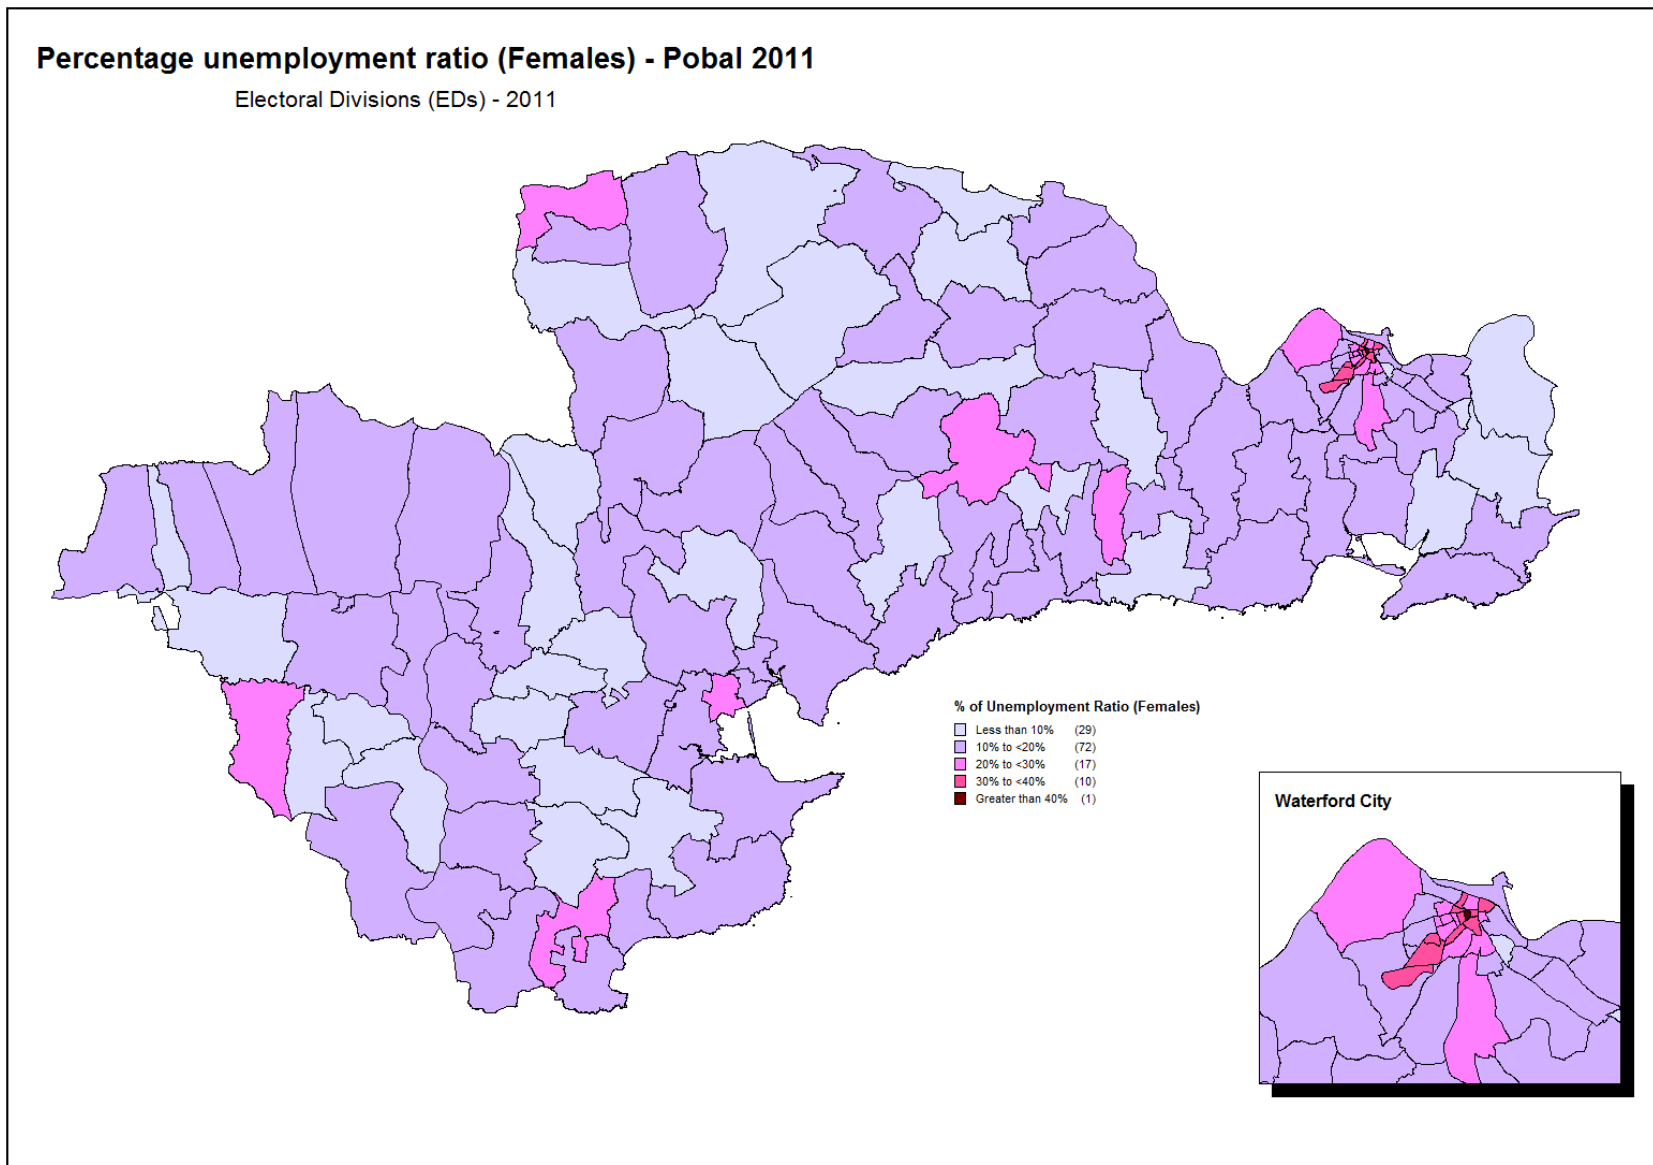 Percentage unemployment ratio (Females) - Pobal 2011
Electoral Divisions (EDs) - 2011
% of Unemployment Ratio (Females)
Less than 10% (29)
10% to <20% (72)
20% to <30% (17)
30% to <40% (10)
Greater than 40% (1)
Waterford City